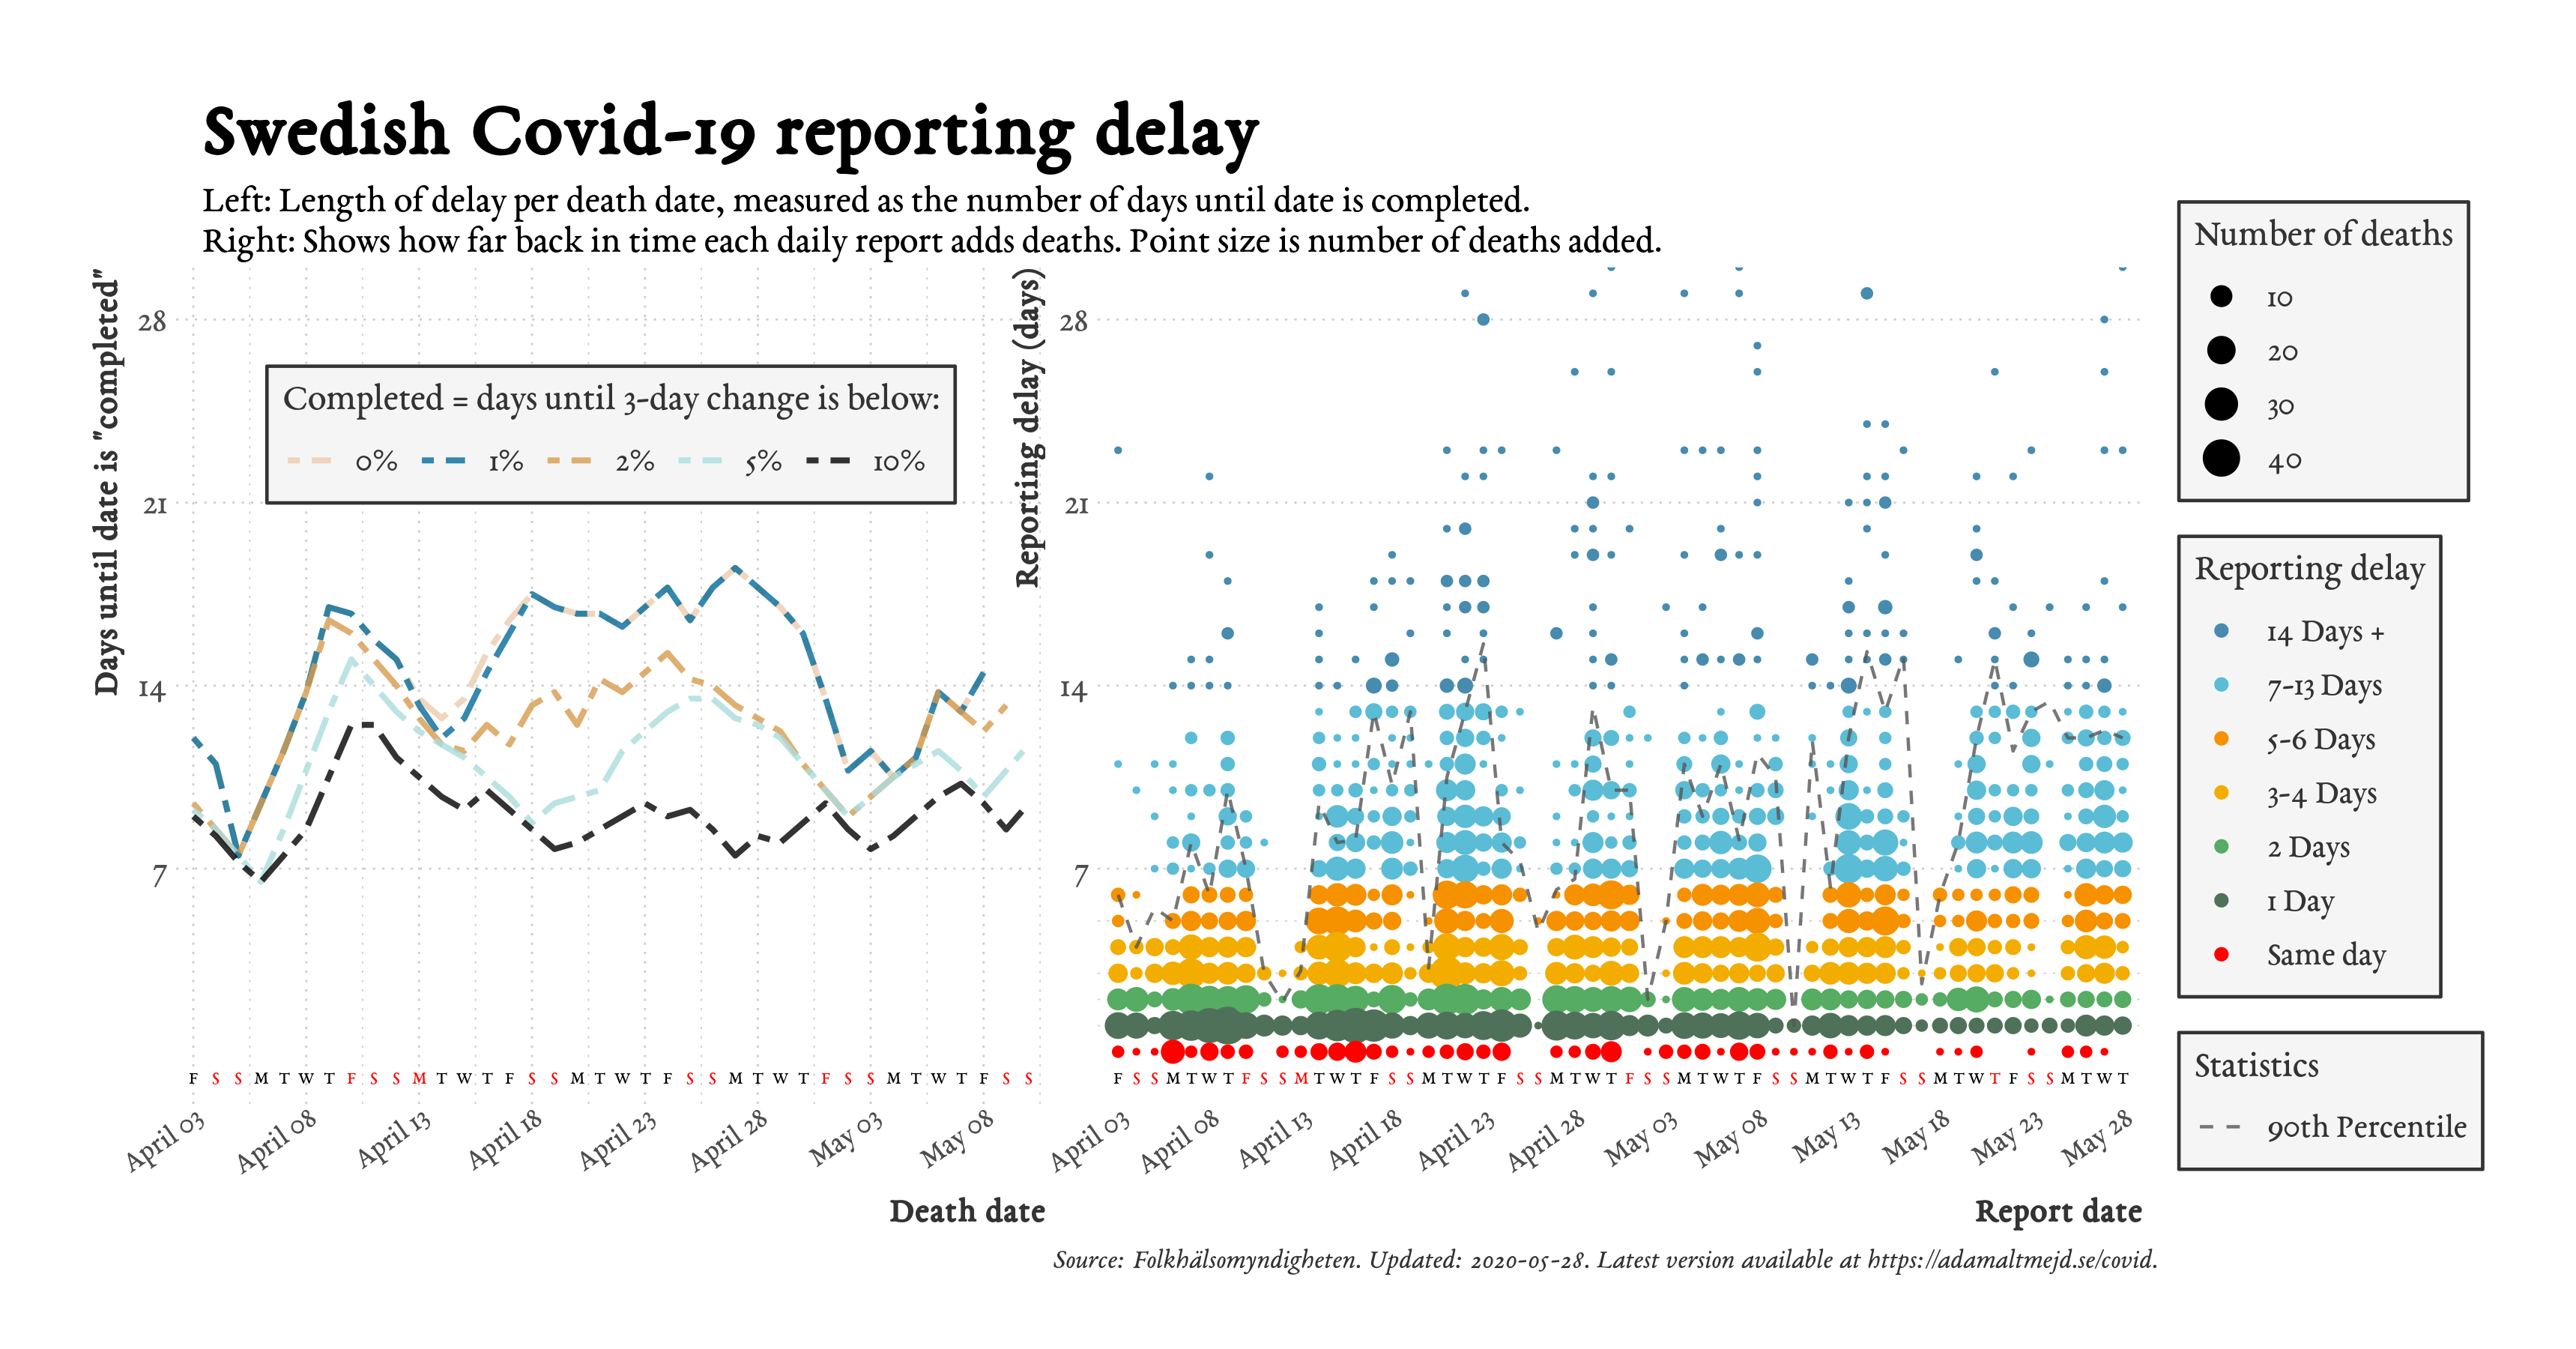 Swedish Covid-19 reporting delay
Left: Length of delay per death date, measured as the number of days until date is completed.
Right: Shows how far back in time each daily report adds deaths. Point size is number of deaths added.
Days until date is "completed"
28
21
14
7
Completed = days until 3-day change is below:
0% 1% 2% 5% 10%
F S S M T W T F S S M T W T F S S M T W T F S S M T W T F S S M T W T F S S
April 03 April 08 April 13 April 18 April 23 April 28 May 03 May 08
Death date
Reporting delay (days)
28
21
14
7
F S S M T W T F S S M T W T F S S M T W T F S S M T W T F S S M T W T F S S M T W T F S S M T W T F S S M T W T
April 03 April 08 April 13 April 18 April 23 April 28 May 03 May 08 May 13 May 18 May 23 May 28
Report date
Number of deaths
10
20
30
40
Reporting delay
14 Days +
7-13 Days
5-6 Days
3-4 Days
2 Days
1 Day
Same day
Statistics
90th Percentile
Source: Folkhälsomyndigheten. Updated: 2020-05-28. Latest version available at https://adamaltmejd.se/covid.